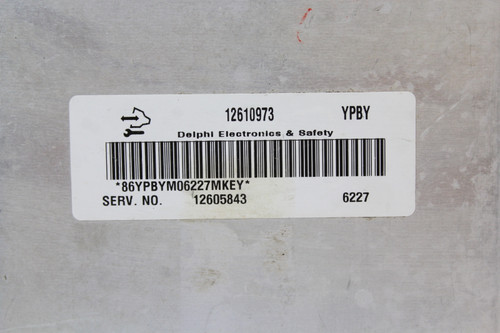 12610973 YPBY
Delphi Electronics & Safety
*86YPBYM06227MKEY*
SERV. NO. 12605843 6227